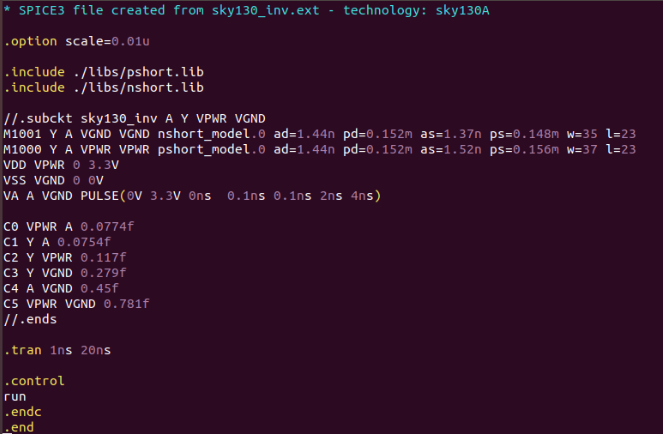 * SPICE3 file created from sky130_inv.ext - technology: sky130A
.option scale=0.01u
.include ./libs/pshort.lib
.include ./libs/nshort.lib
//.subckt sky130_inv A Y VPWR VGND
M1001 Y A VGND VGND nshort_model.0 ad=1.44n pd=0.152m as=1.37n ps=0.148m w=35 l=23
M1000 Y A VPWR VPWR pshort_model.0 ad=1.44n pd=0.152m as=1.52n ps=0.156m w=37 l=23
VDD VPWR 0 3.3V
VSS VGND 0 0V
VA A VGND PULSE(0V 3.3V 0ns  0.1ns 0.1ns 2ns 4ns)
C0 VPWR A 0.0774f
C1 Y A 0.0754f
C2 Y VPWR 0.117f
C3 Y VGND 0.279f
C4 A VGND 0.45f
C5 VPWR VGND 0.781f
//.ends
.tran 1ns 20ns
.control
run
.endc
.end